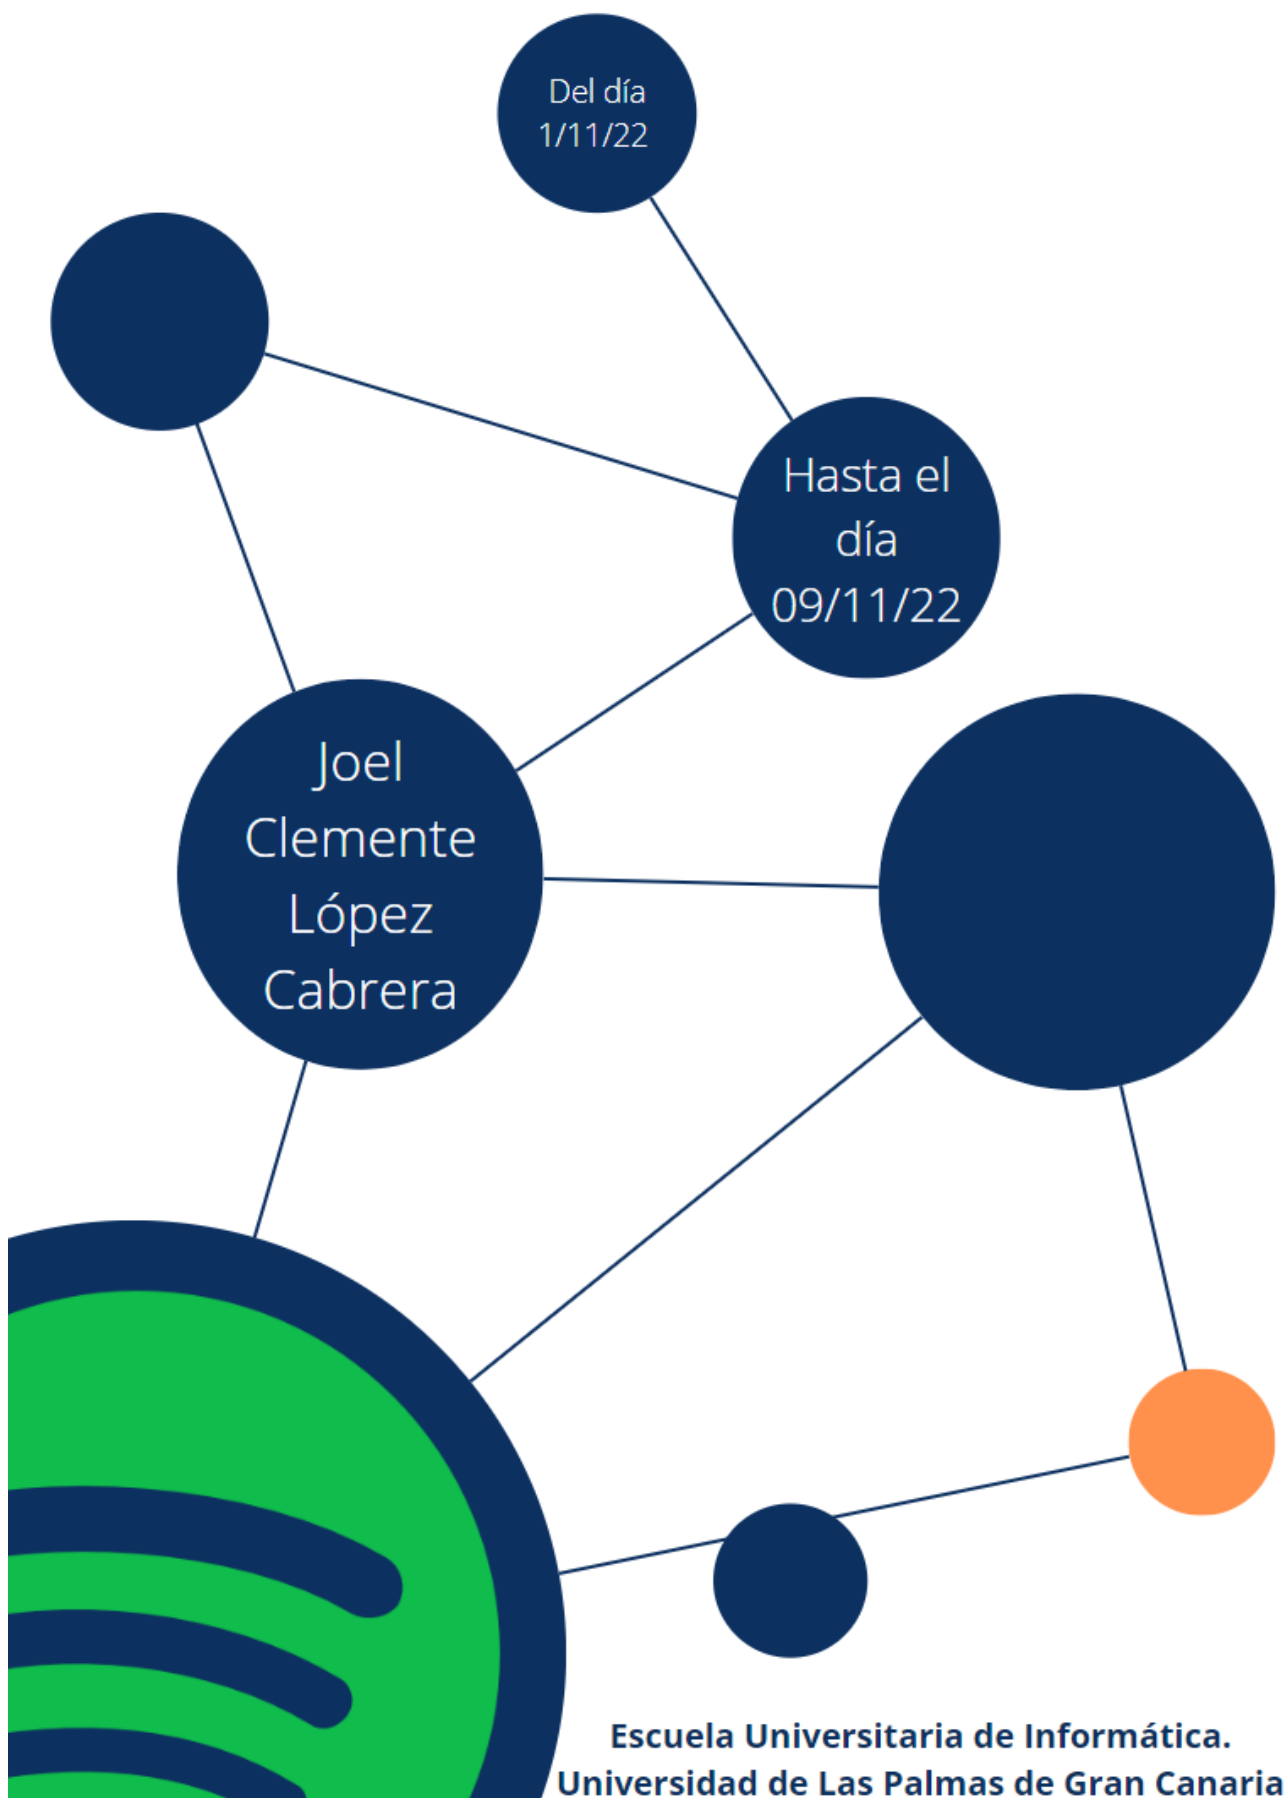 Del día
1/11/22
Hasta el
día
09/11/22
Joel
Clemente
López
Cabrera
Escuela Universitaria de Informática.
Universidad de Las Palmas de Gran Canaria